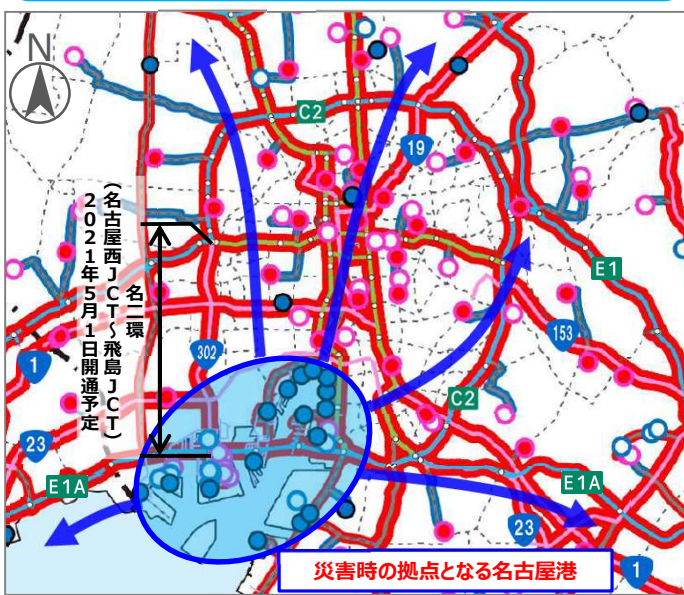 N
C2
19
名二環
(名古屋西JCT～飛島JCT)
2021年5月1日開通予定
E1
153
302
1
C2
23
E1A
E1A
23
1
災害時の拠点となる名古屋港